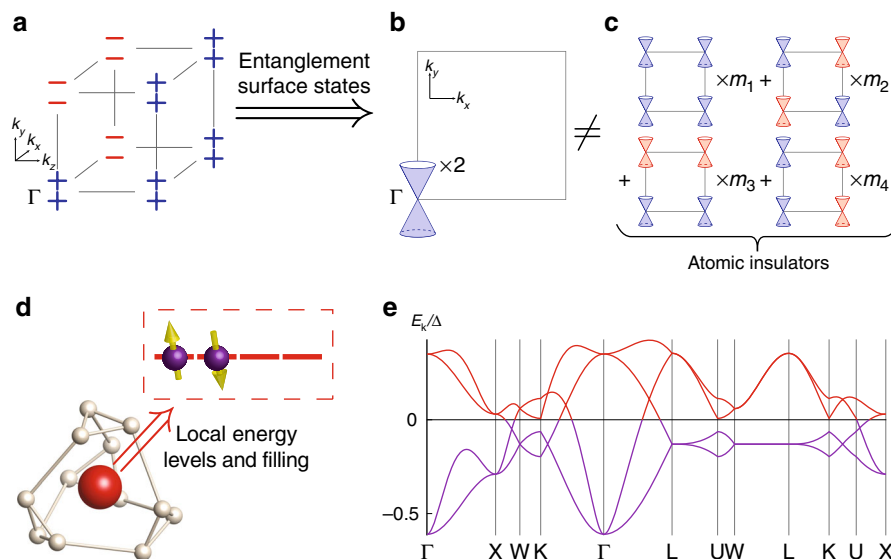 a
b
c
Entanglement
surface states
k_y
k_x
k_z
Γ
k_y
k_x
×2
Γ
≠
×m_1 +
×m_2
+
×m_3 +
×m_4
Atomic insulators
d
Local energy
levels and filling
e
E_k/Δ
0
−0.5
Γ X W K Γ L U W L K U X